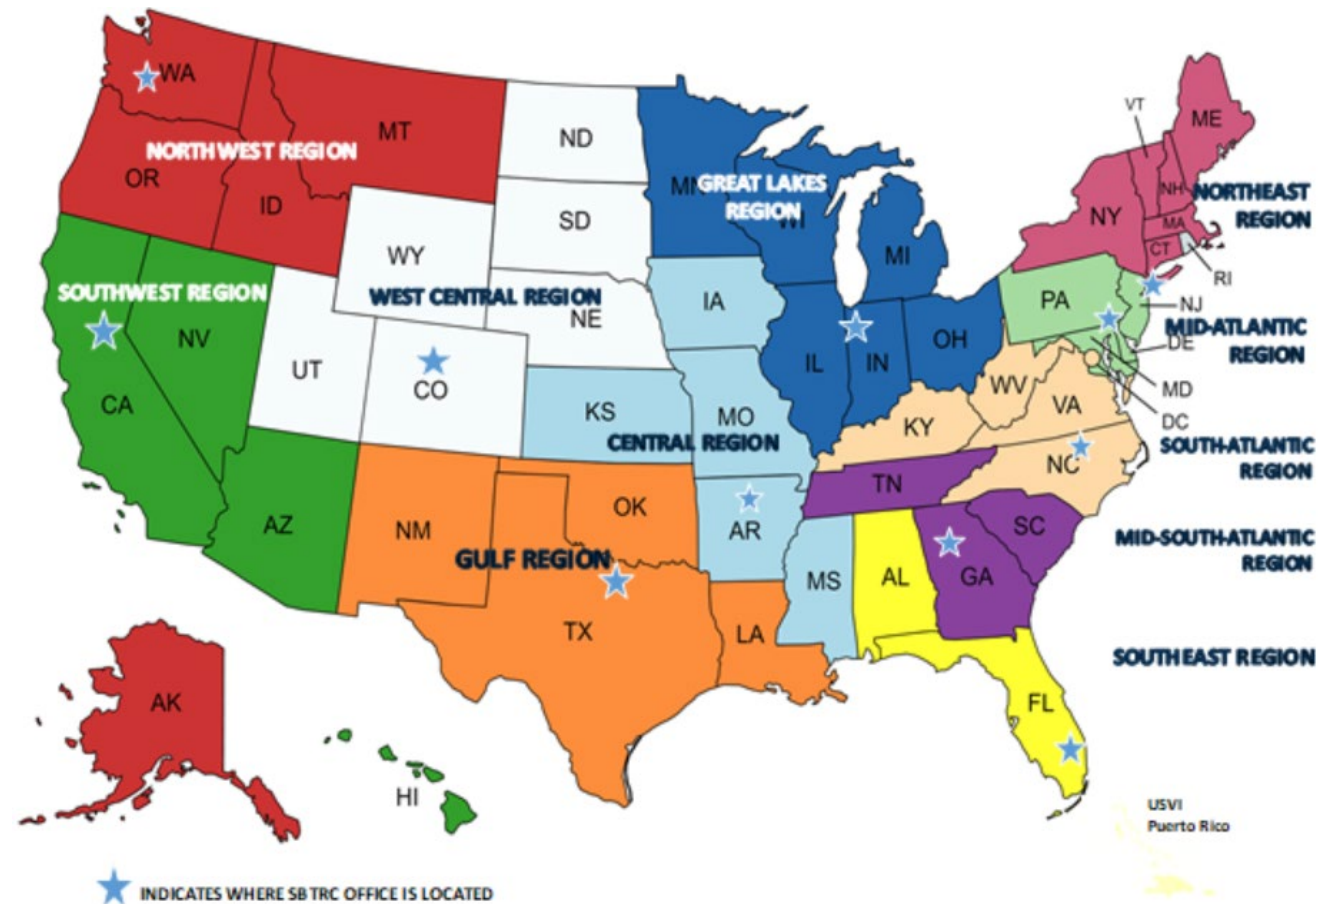 WA
MT
ND
VT
ME
NORTHWEST REGION
OR
ID
SD
MN
GREAT LAKES
REGION
WI
MI
NY
NH
NORTHEAST
REGION
MA
CT
RI
WY
SOUTHWEST REGION
WEST CENTRAL REGION
NE
IA
PA
NJ
NV
UT
CO
IL
IN
OH
MID-ATLANTIC
REGION
DE
MD
DC
CA
KS
MO
CENTRAL REGION
KY
WV
VA
SOUTH-ATLANTIC
REGION
NC
TN
AZ
NM
OK
AR
SC
MID-SOUTH-ATLANTIC
REGION
GULF REGION
TX
LA
MS
AL
GA
SOUTHEAST REGION
FL
AK
HI
USVI
Puerto Rico
INDICATES WHERE SBTRC OFFICE IS LOCATED